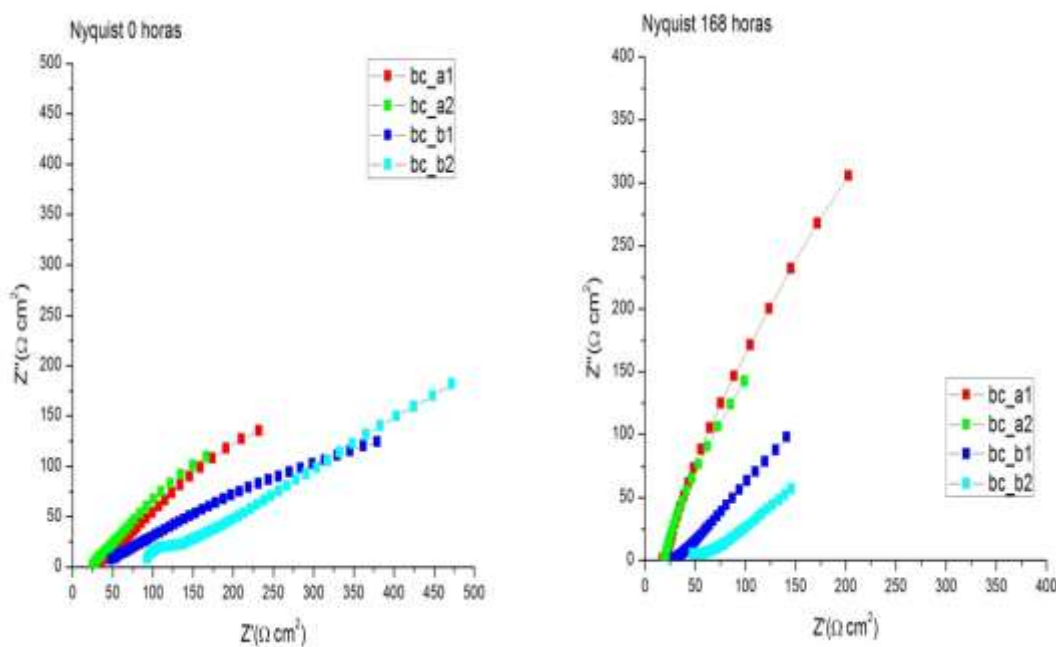 Nyquist 0 horas
500
450
400
350
300
250
200
150
100
50
0
Z''(Ω cm²)
0 50 100 150 200 250 300 350 400 450 500
Z'(Ω cm²)
bc_a1
bc_a2
bc_b1
bc_b2
Nyquist 168 horas
400
350
300
250
200
150
100
50
0
Z''(Ω cm²)
0 50 100 150 200 250 300 350 400
Z'(Ω cm²)
bc_a1
bc_a2
bc_b1
bc_b2